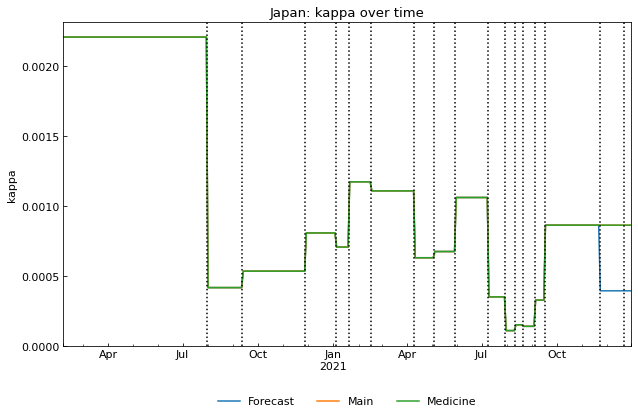 Japan: kappa over time
kappa
0.0020
0.0015
0.0010
0.0005
0.0000
Apr Jul Oct Jan Apr Jul Oct
2021
Forecast Main Medicine